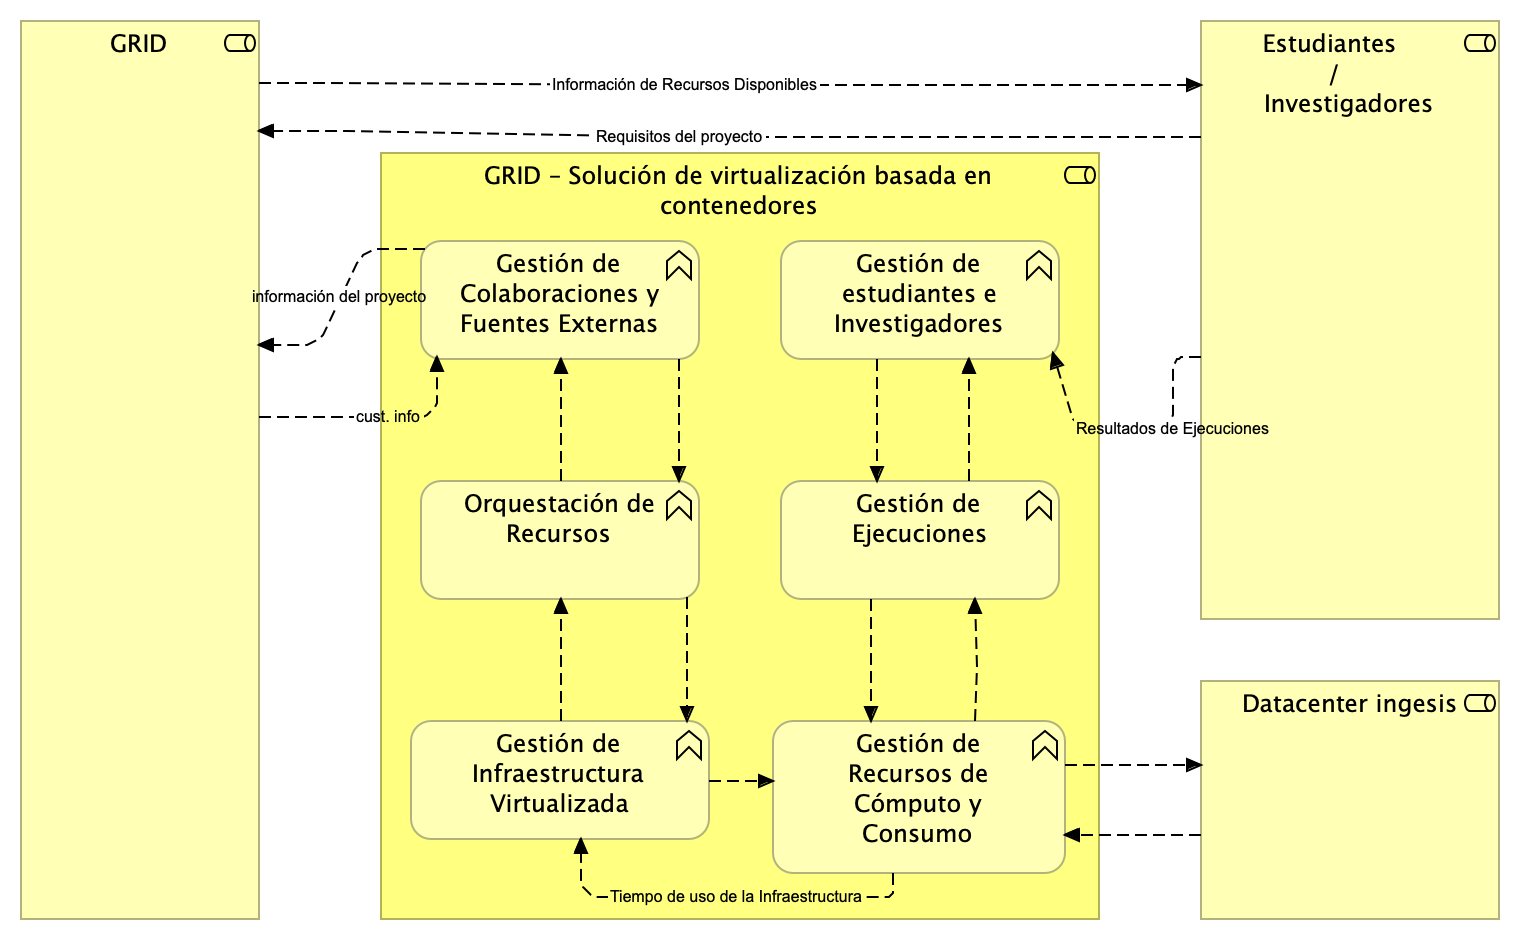 GRID
Estudiantes
/
Investigadores
Información de Recursos Disponibles
Requisitos del proyecto
GRID – Solución de virtualización basada en
contenedores
Gestión de
Colaboraciones y
Fuentes Externas
Gestión de
estudiantes e
Investigadores
información del proyecto
cust. info
Resultados de Ejecuciones
Orquestación de
Recursos
Gestión de
Ejecuciones
Gestión de
Infraestructura
Virtualizada
Gestión de
Recursos de
Cómputo y
Consumo
Datacenter ingesis
Tiempo de uso de la Infraestructura